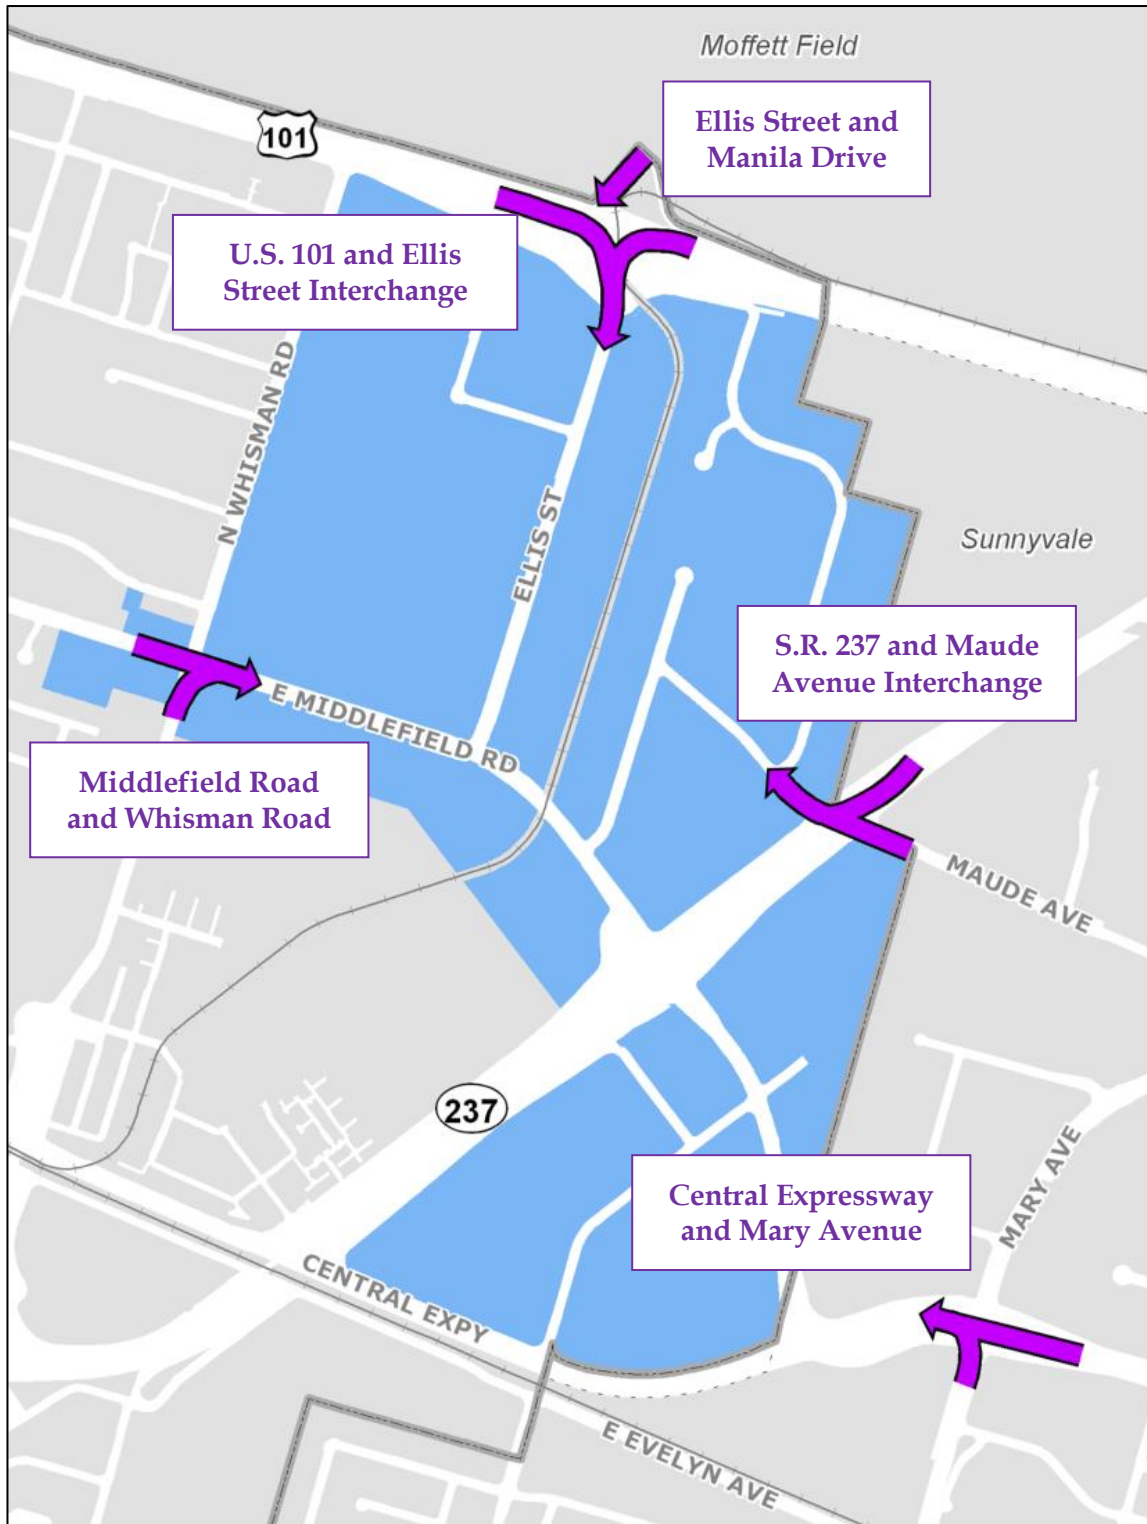 Moffett Field
Ellis Street and
Manila Drive
101
U.S. 101 and Ellis
Street Interchange
N WHISMAN RD
ELLIS ST
Sunnyvale
S.R. 237 and Maude
Avenue Interchange
E MIDDLEFIELD RD
Middlefield Road
and Whisman Road
MAUDE AVE
237
MARY AVE
Central Expressway
and Mary Avenue
CENTRAL EXPY
E EVELYN AVE